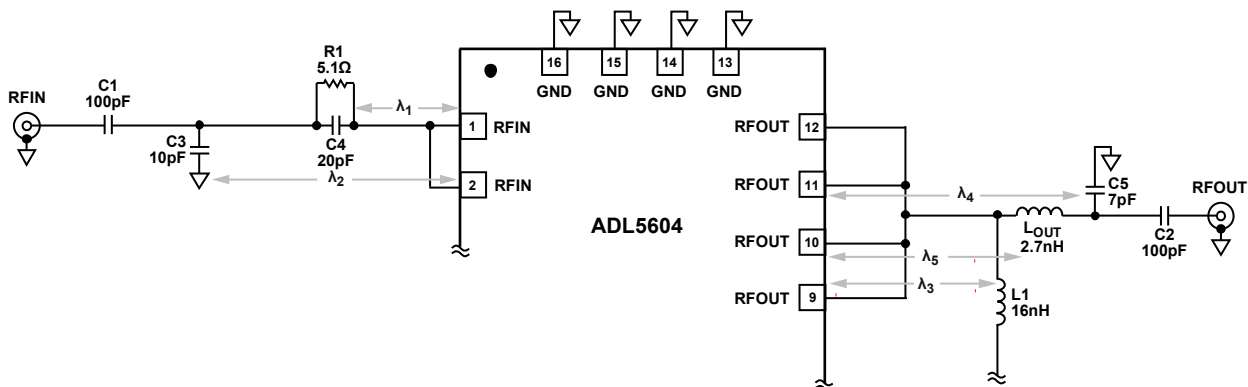 16
15
14
13
GND
GND
GND
GND
R1
5.1Ω
C1
100pF
RFIN
λ1
1
RFIN
C3
10pF
C4
20pF
λ2
2
RFIN
ADL5604
RFOUT
12
RFOUT
11
RFOUT
10
RFOUT
9
λ4
λ5
λ3
C5
7pF
RFOUT
LOUT
2.7nH
C2
100pF
L1
16nH